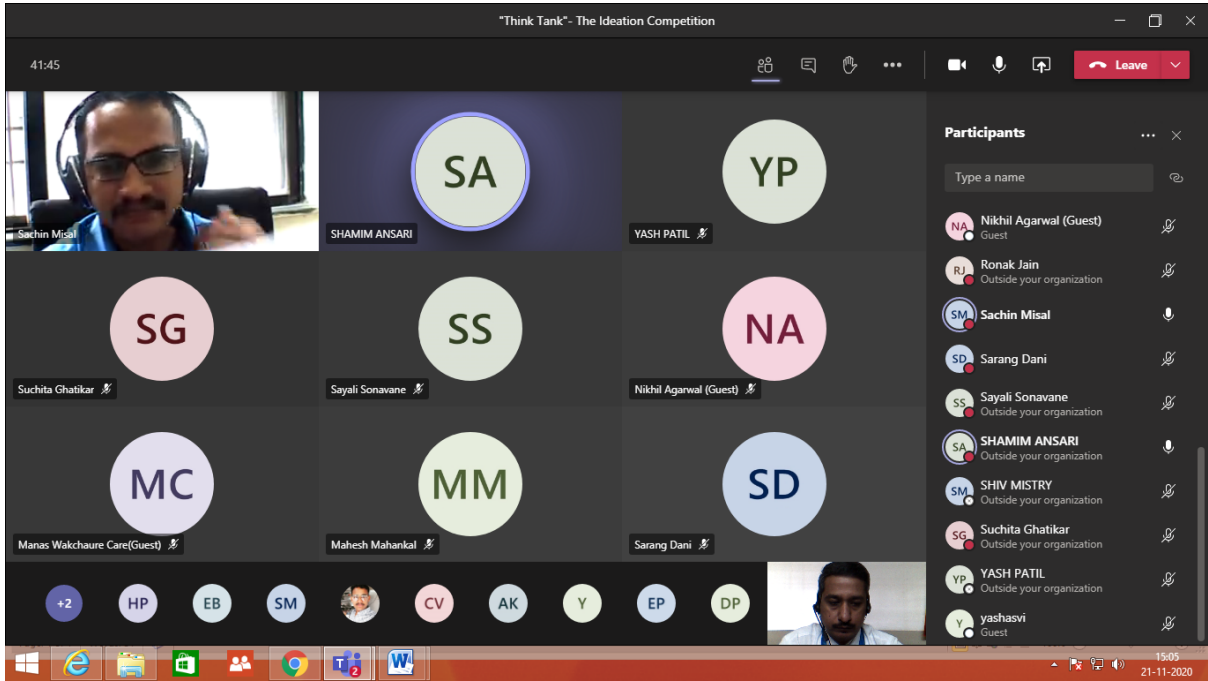 "Think Tank"- The Ideation Competition
41:45
Leave
Sachin Misal
SA
SHAMIM ANSARI
YP
YASH PATIL
SG
Suchita Ghatikar
SS
Sayali Sonavane
NA
Nikhil Agarwal (Guest)
MC
Manas Wakchaure Care(Guest)
MM
Mahesh Mahankal
SD
Sarang Dani
+2
HP
EB
SM
CV
AK
Y
EP
DP
Participants
Type a name
NA
Nikhil Agarwal (Guest)
Guest
RJ
Ronak Jain
Outside your organization
SM
Sachin Misal
SD
Sarang Dani
SS
Sayali Sonavane
Outside your organization
SA
SHAMIM ANSARI
Outside your organization
SM
SHIV MISTRY
Outside your organization
SG
Suchita Ghatikar
Outside your organization
YP
YASH PATIL
Outside your organization
Y
yashasvi
Guest
T
2
W
15:05
21-11-2020